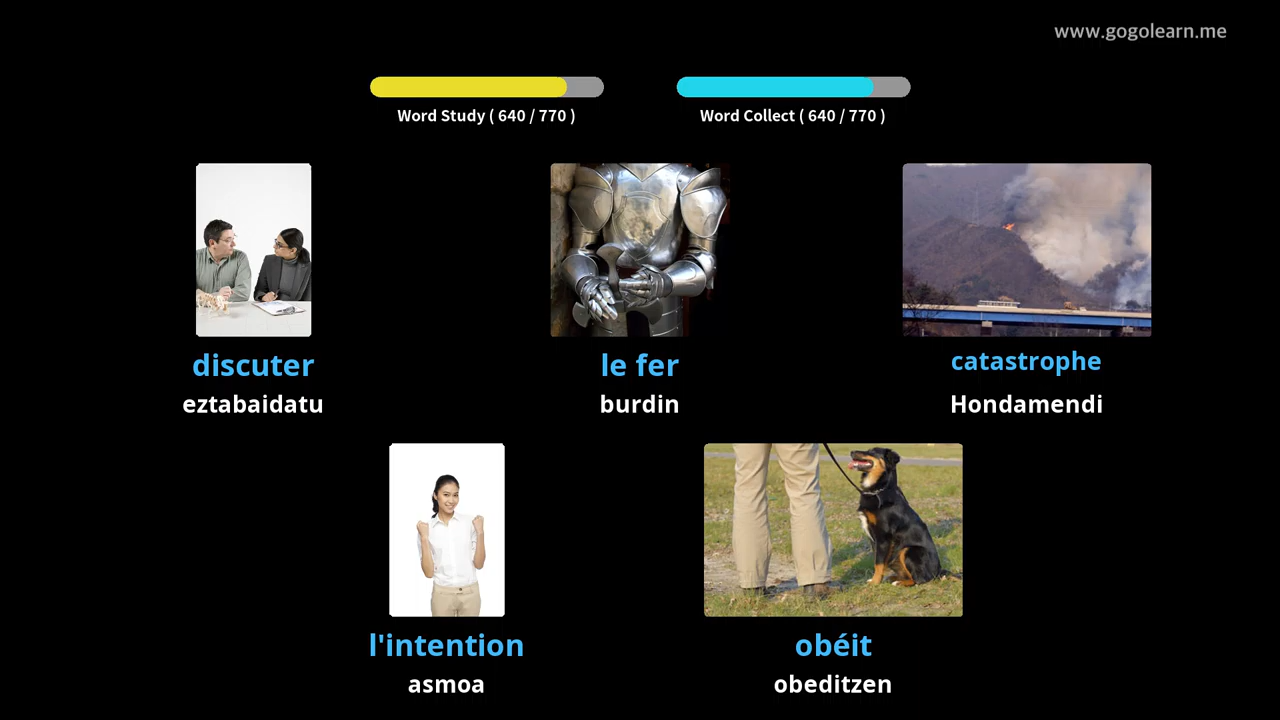 www.gogolearn.me
Word Study ( 640 / 770 )
Word Collect ( 640 / 770 )
discuter
eztabaidatu
le fer
burdin
catastrophe
Hondamendi
l'intention
asmoa
obéit
obeditzen